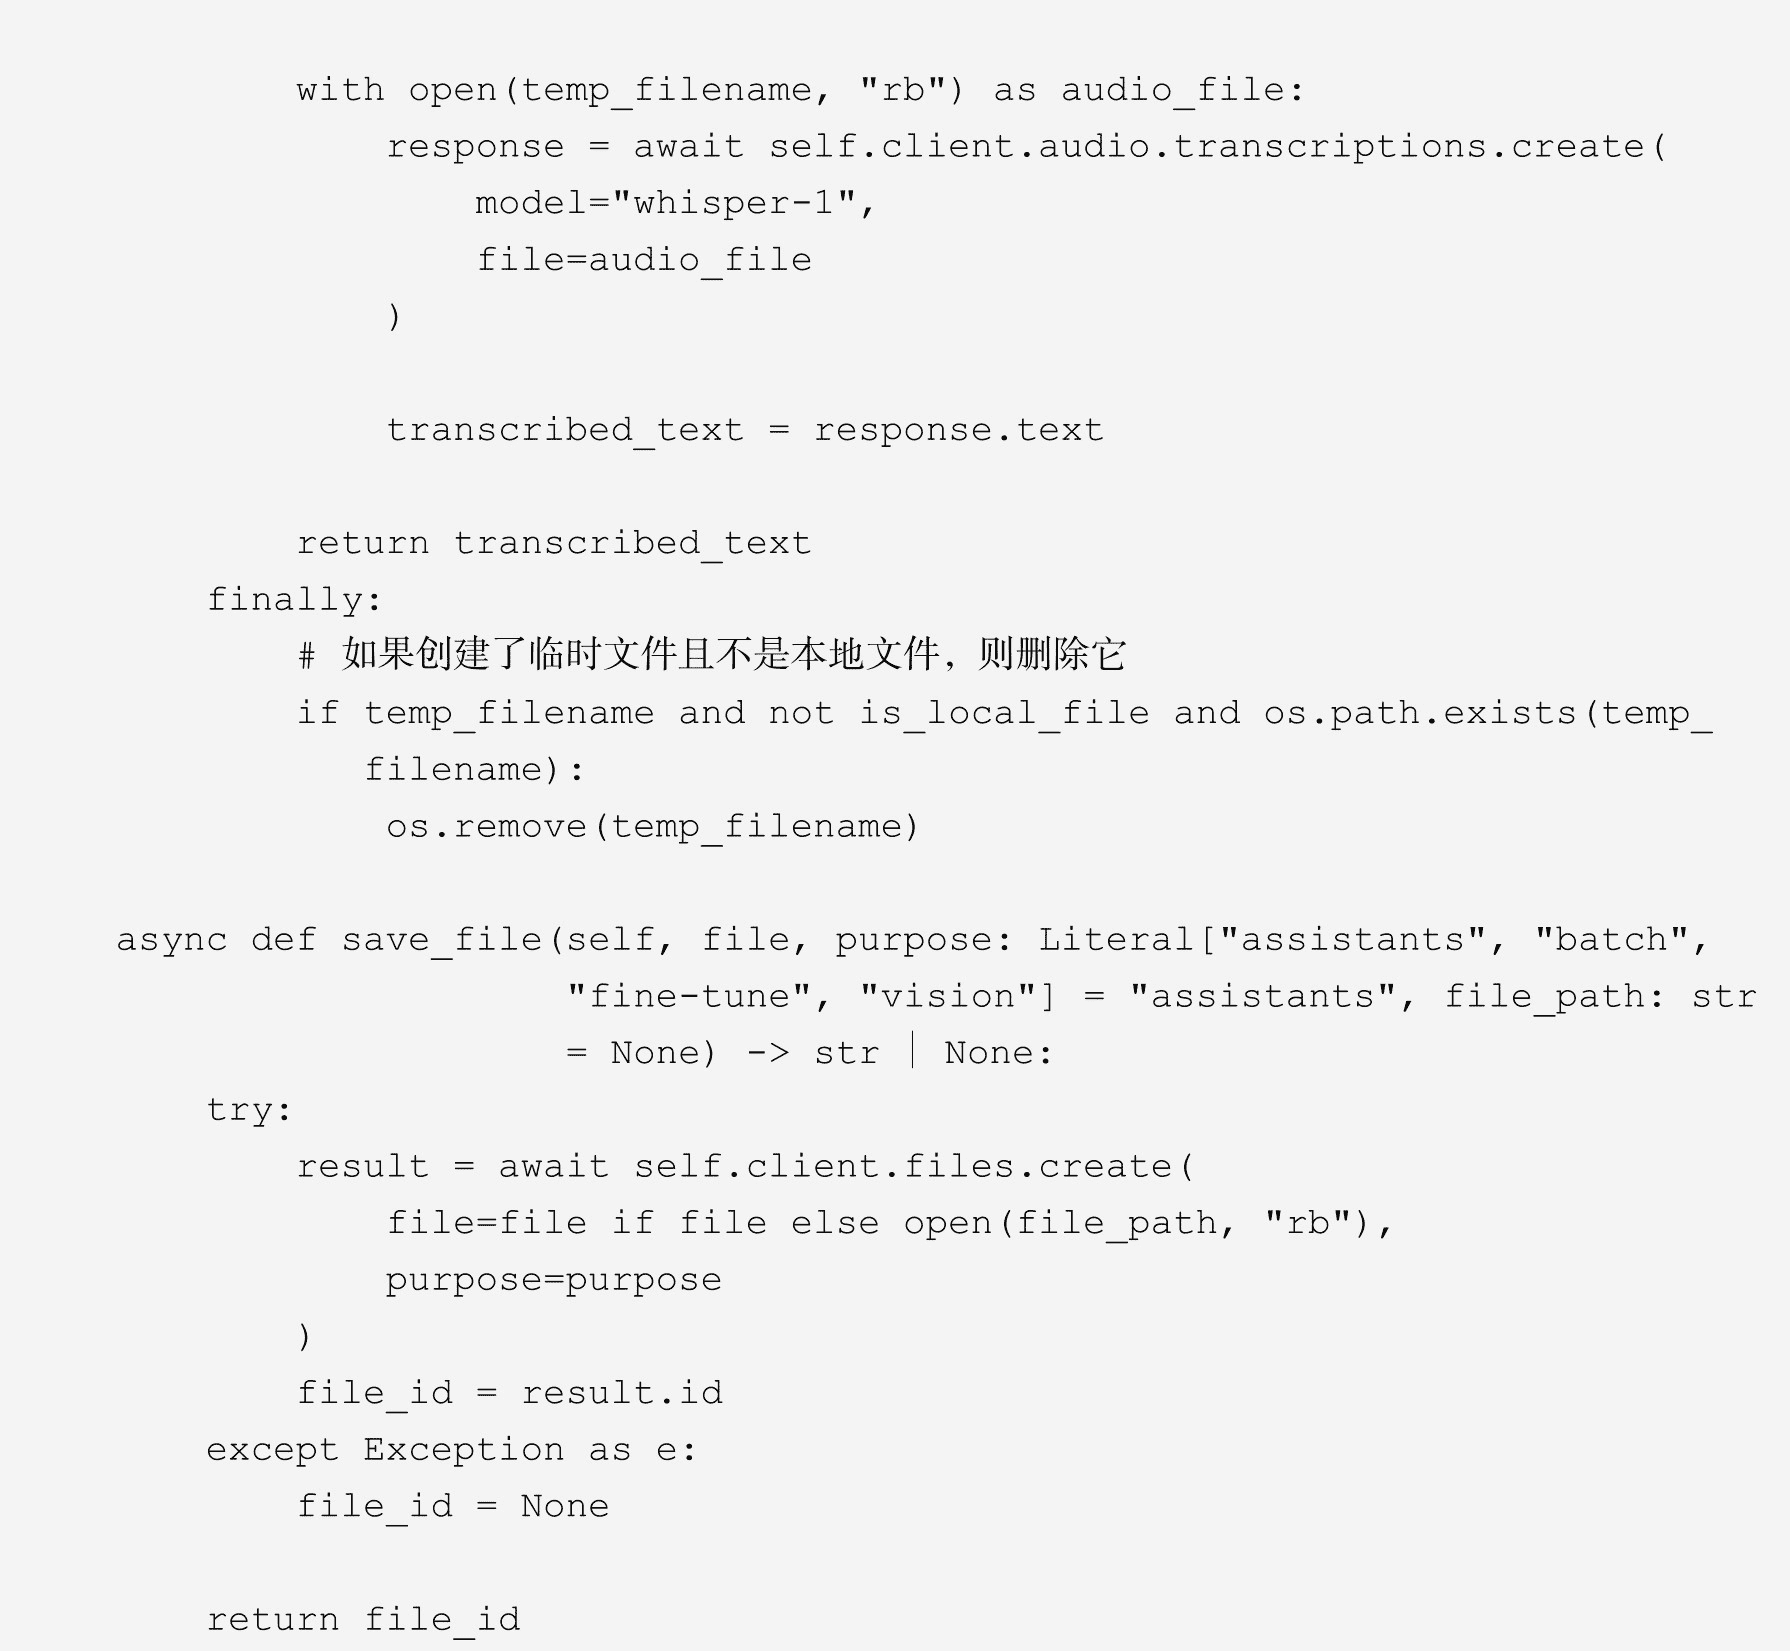 with open(temp_filename, "rb") as audio_file:
response = await self.client.audio.transcriptions.create(
model="whisper-1",
file=audio_file
)
transcribed_text = response.text
return transcribed_text
finally:
# 如果创建了临时文件且不是本地文件，则删除它
if temp_filename and not is_local_file and os.path.exists(temp_
filename):
os.remove(temp_filename)
async def save_file(self, file, purpose: Literal["assistants", "batch",
"fine-tune", "vision"] = "assistants", file_path: str
= None) -> str | None:
try:
result = await self.client.files.create(
file=file if file else open(file_path, "rb"),
purpose=purpose
)
file_id = result.id
except Exception as e:
file_id = None
return file_id